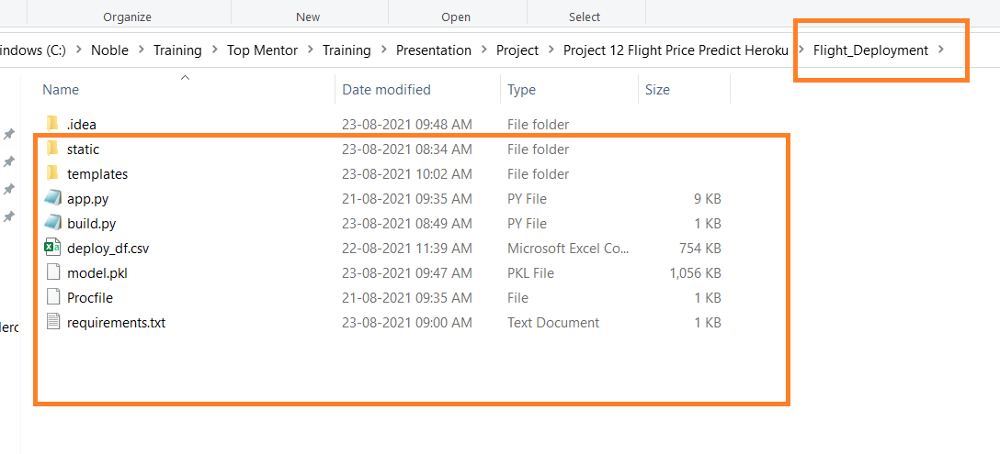 Organize New Open Select
indows (C:) > Noble > Training > Top Mentor > Training > Presentation > Project > Project 12 Flight Price Predict Heroku > Flight_Deployment >
Name Date modified Type Size
.idea 23-08-2021 09:48 AM File folder
static 23-08-2021 08:34 AM File folder
templates 23-08-2021 10:02 AM File folder
app.py 21-08-2021 09:35 AM PY File 9 KB
build.py 23-08-2021 08:49 AM PY File 1 KB
deploy_df.csv 22-08-2021 11:39 AM Microsoft Excel Co... 754 KB
model.pkl 23-08-2021 09:47 AM PKL File 1,056 KB
Procfile 21-08-2021 09:35 AM File 1 KB
requirements.txt 23-08-2021 09:00 AM Text Document 1 KB